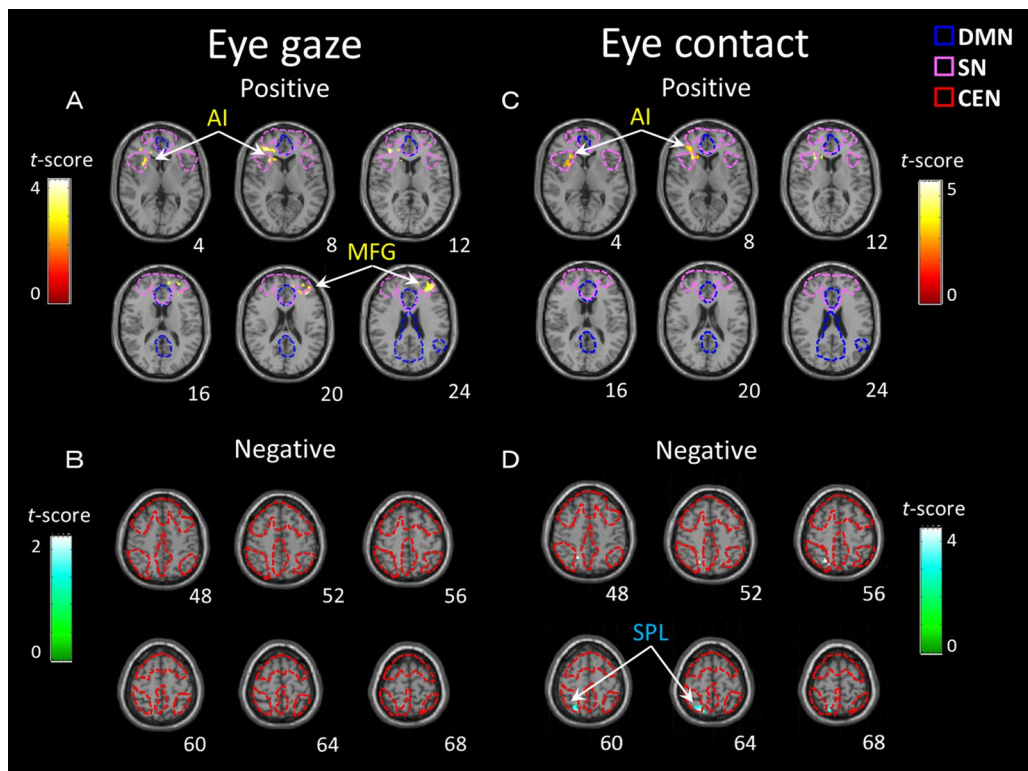 Eye gaze
Eye contact
DMN
SN
CEN
A
Positive
AI
t-score
4
0
4
8
12
MFG
16
20
24
C
Positive
AI
t-score
5
0
4
8
12
16
20
24
B
Negative
t-score
2
0
48
52
56
60
64
68
D
Negative
t-score
4
0
48
52
56
SPL
60
64
68